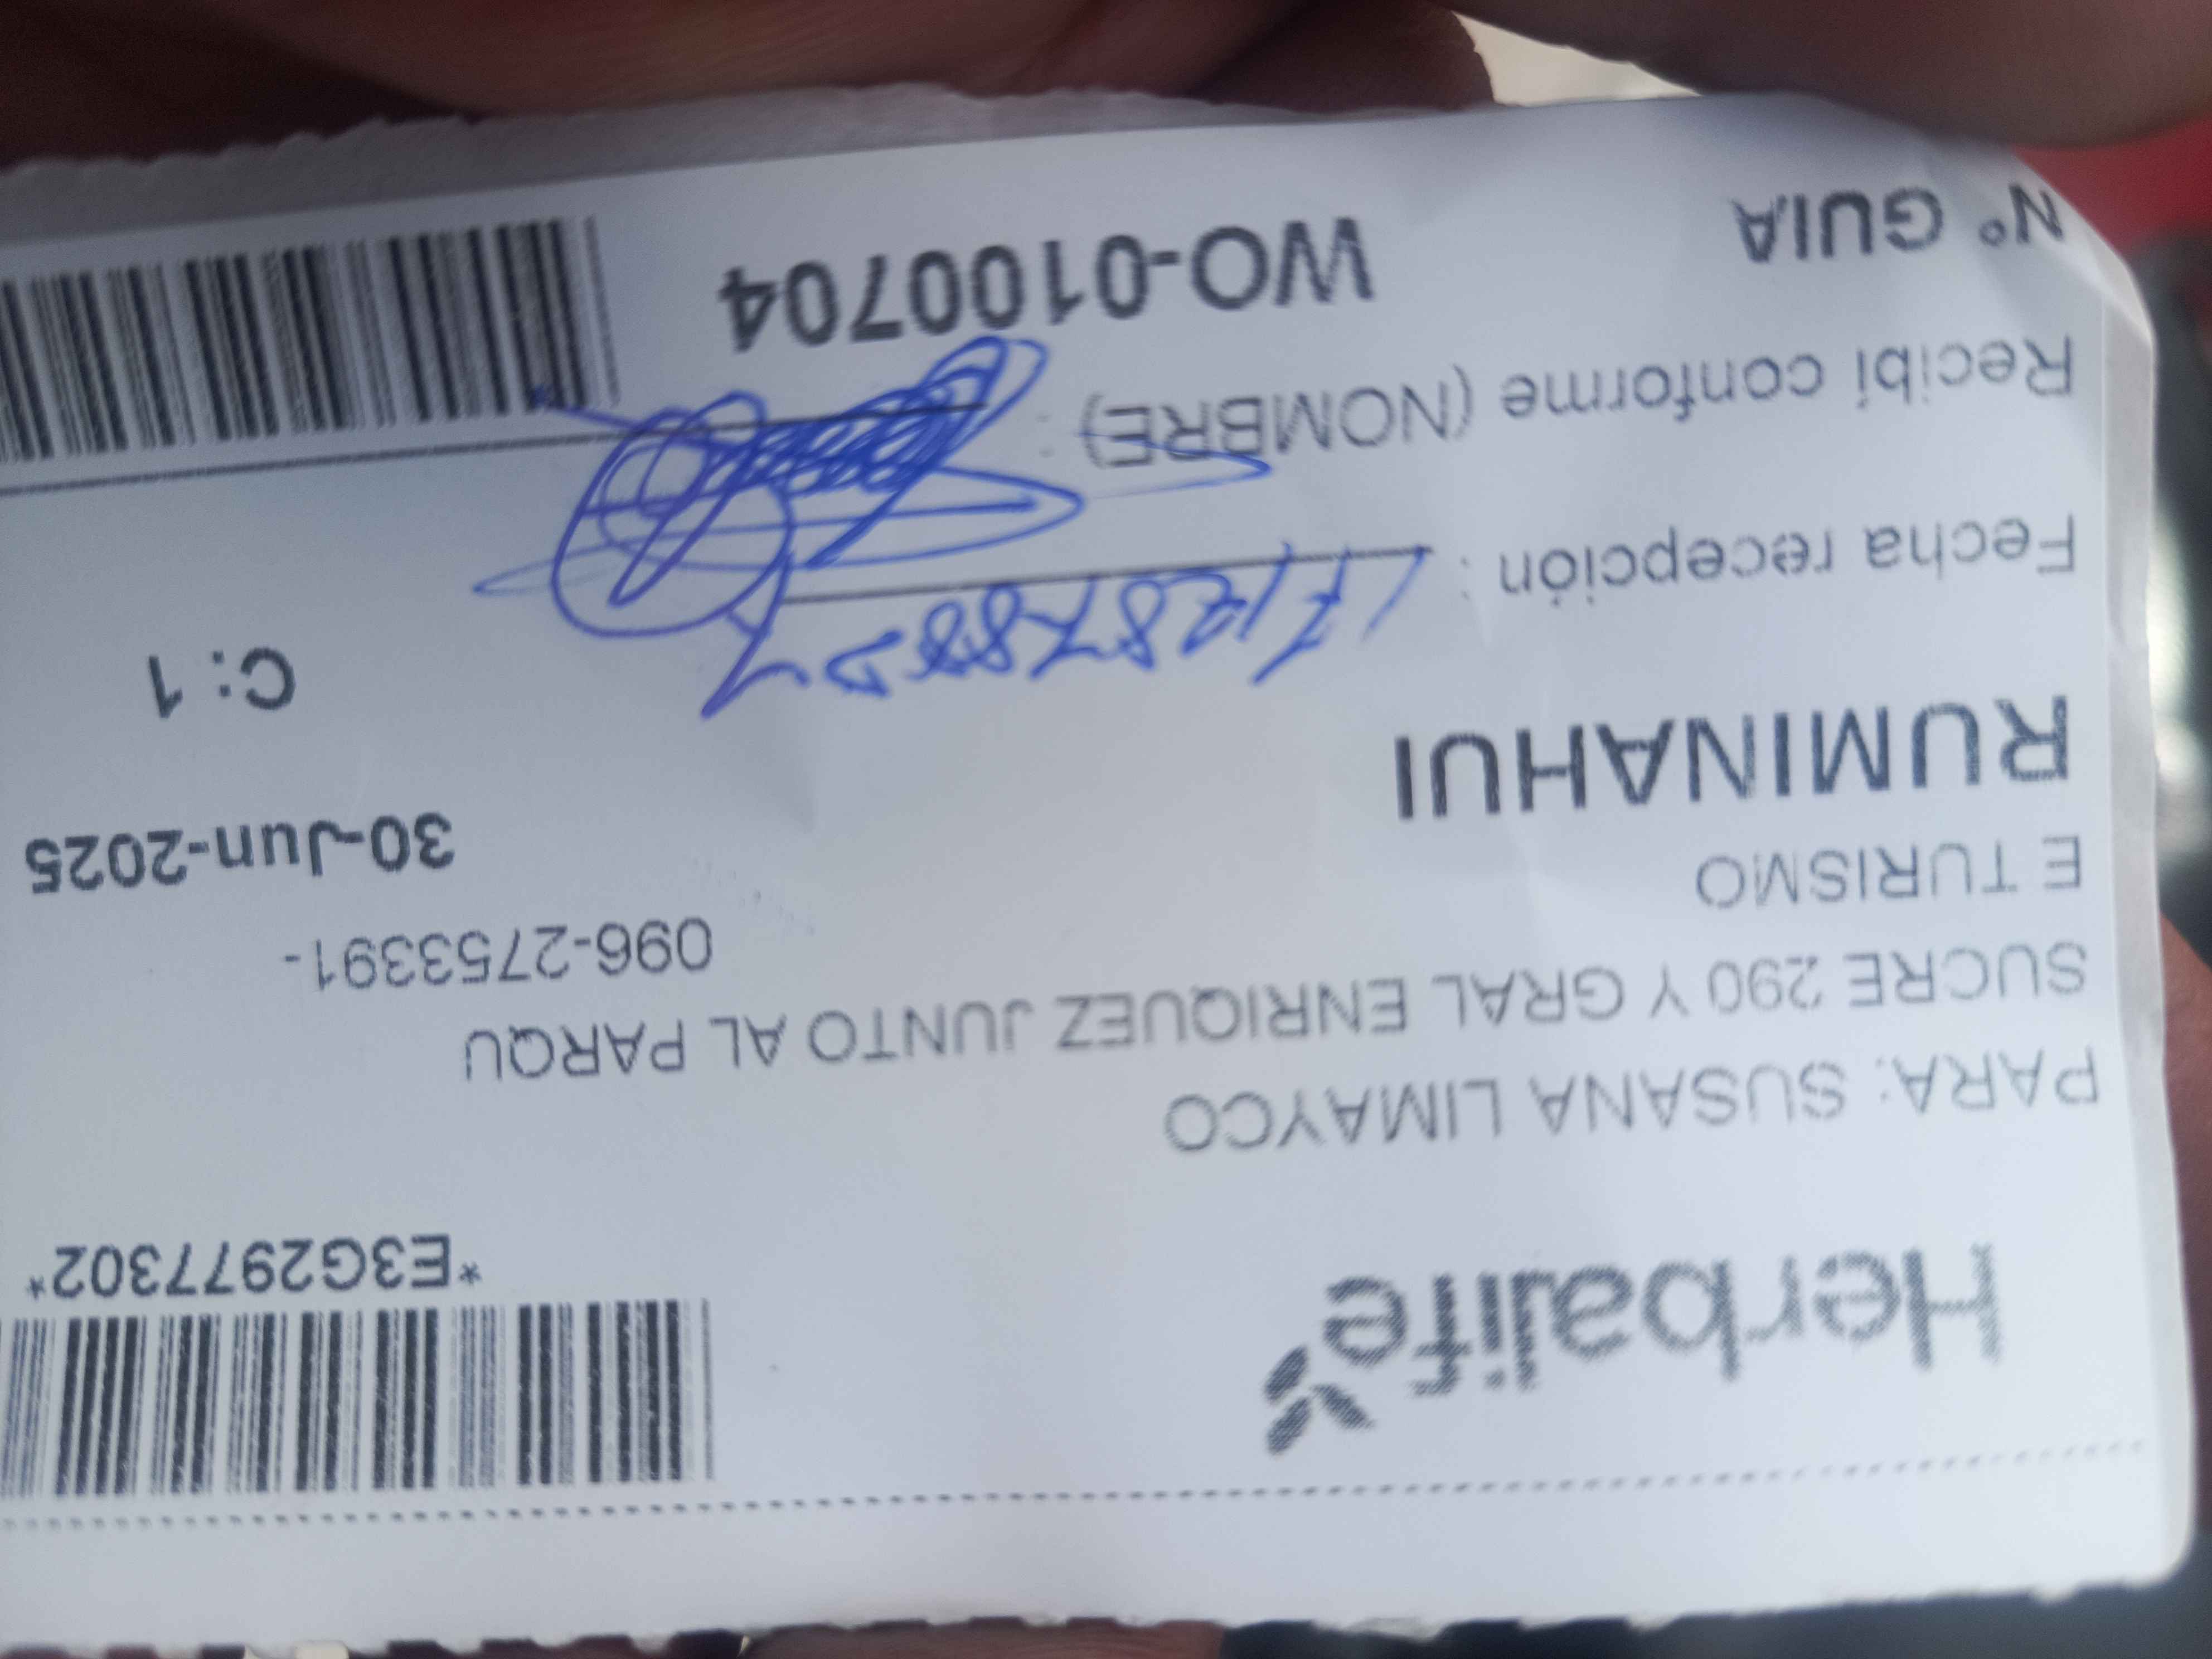 Herbalife
*E3G2977302*
PARA: SUSANA LIMAYCO
SUCRE 290 Y GRAL ENRIQUEZ JUNTO AL PARQU
E TURISMO
096-2753391-
RUMINAHUI
30-Jun-2025
Fecha recepción :
C: 1
Recibí conforme (NOMBRE) :
N° GUIA
WO-0100704